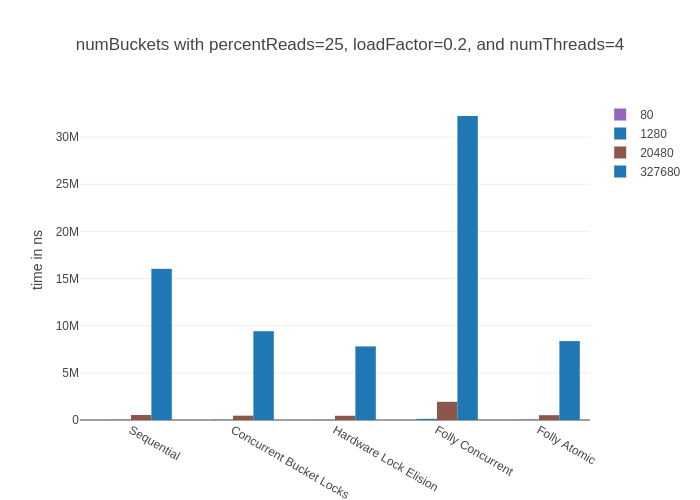 numBuckets with percentReads=25, loadFactor=0.2, and numThreads=4
80
1280
20480
327680
time in ns
30M
25M
20M
15M
10M
5M
0
Sequential
Concurrent Bucket Locks
Hardware Lock Elision
Folly Concurrent
Folly Atomic